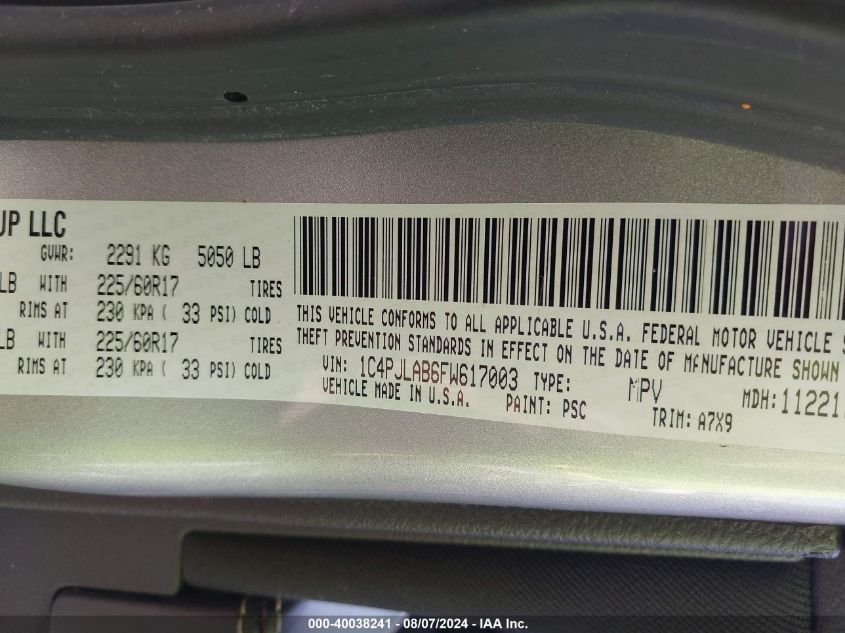 UP LLC
GVWR: 2291 KG 5050 LB
LB WITH 225/60R17 TIRES
RIMS AT 230 KPA ( 33 PSI) COLD
LB WITH 225/60R17 TIRES
RIMS AT 230 KPA ( 33 PSI) COLD
THIS VEHICLE CONFORMS TO ALL APPLICABLE U.S.A. FEDERAL MOTOR VEHICLE S
THEFT PREVENTION STANDARDS IN EFFECT ON THE DATE OF MANUFACTURE SHOWN
VIN: 1C4PJLAB6FW617003 TYPE: MPV MDH: 11221
VEHICLE MADE IN U.S.A. PAINT: PSC TRIM: A7X9
000-40038241 - 08/07/2024 - IAA Inc.